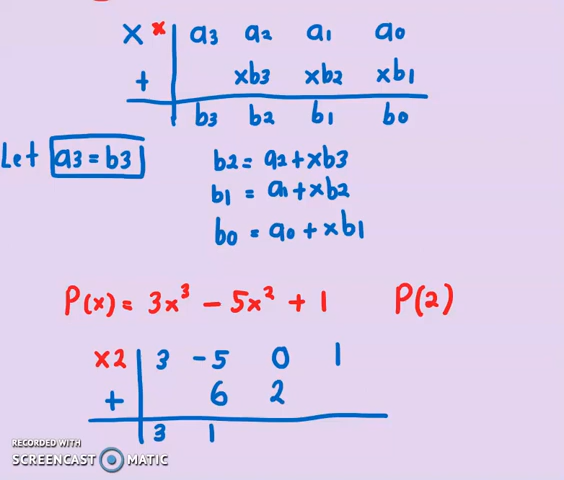 X × a3 a2 a1 a0
+ xb3 xb2 xb1
b3 b2 b1 b0
Let a3 = b3
b2 = a2 + xb3
b1 = a1 + xb2
b0 = a0 + xb1
P(x) = 3x³ - 5x² + 1 P(2)
×2 3 -5 0 1
+ 6 2
3 1
RECORDED WITH
SCREENCAST MATIC